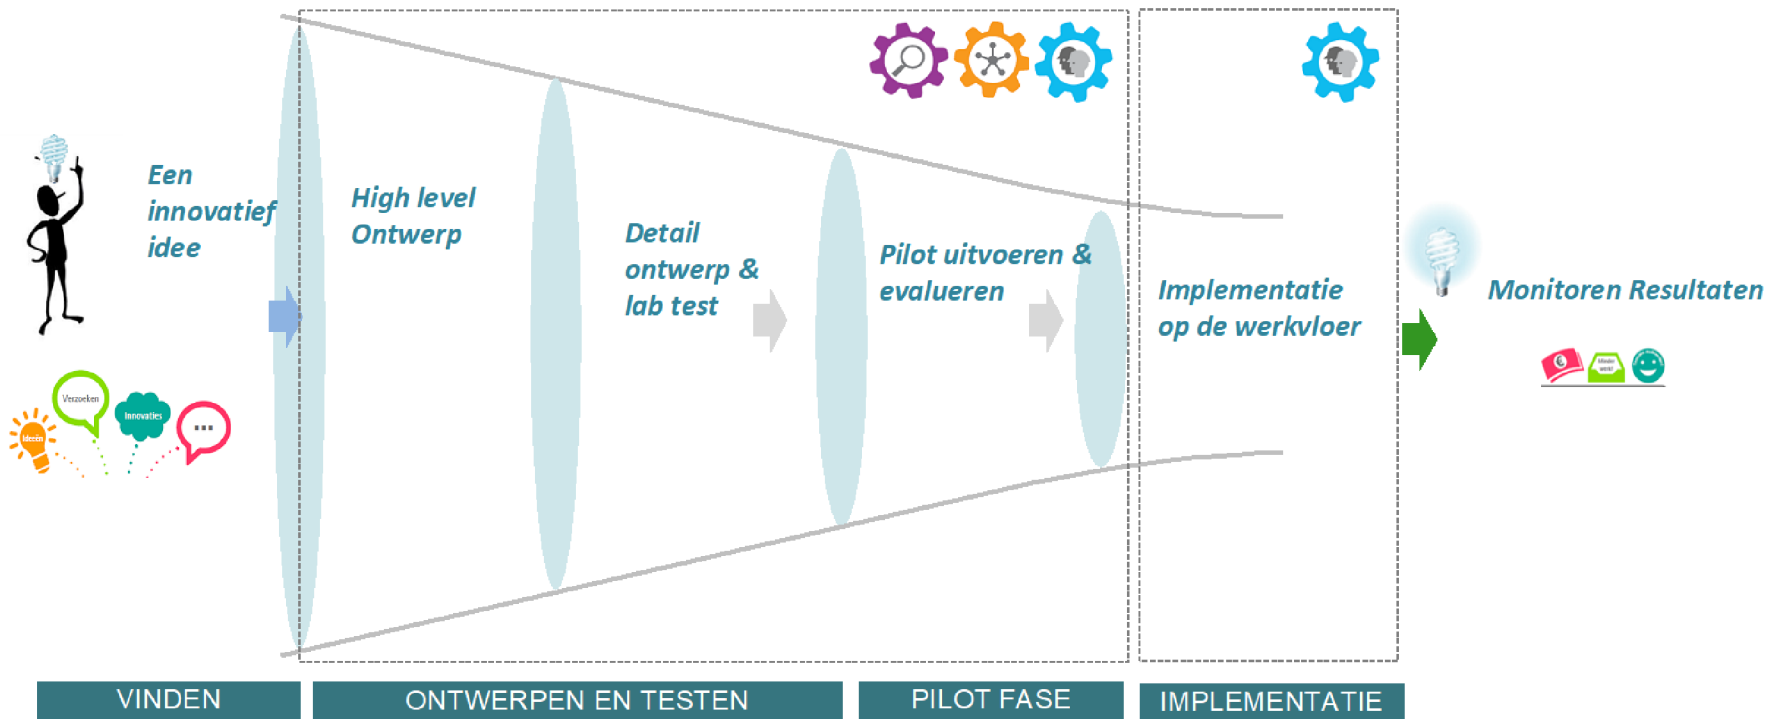 Een
innovatief
idee
High level
Ontwerp
Detail
ontwerp &
lab test
Pilot uitvoeren &
evalueren
Implementatie
op de werkvloer
Monitoren Resultaten
Ideeën
Verzoeken
Innovaties
...
€
VINDEN
ONTWERPEN EN TESTEN
PILOT FASE
IMPLEMENTATIE